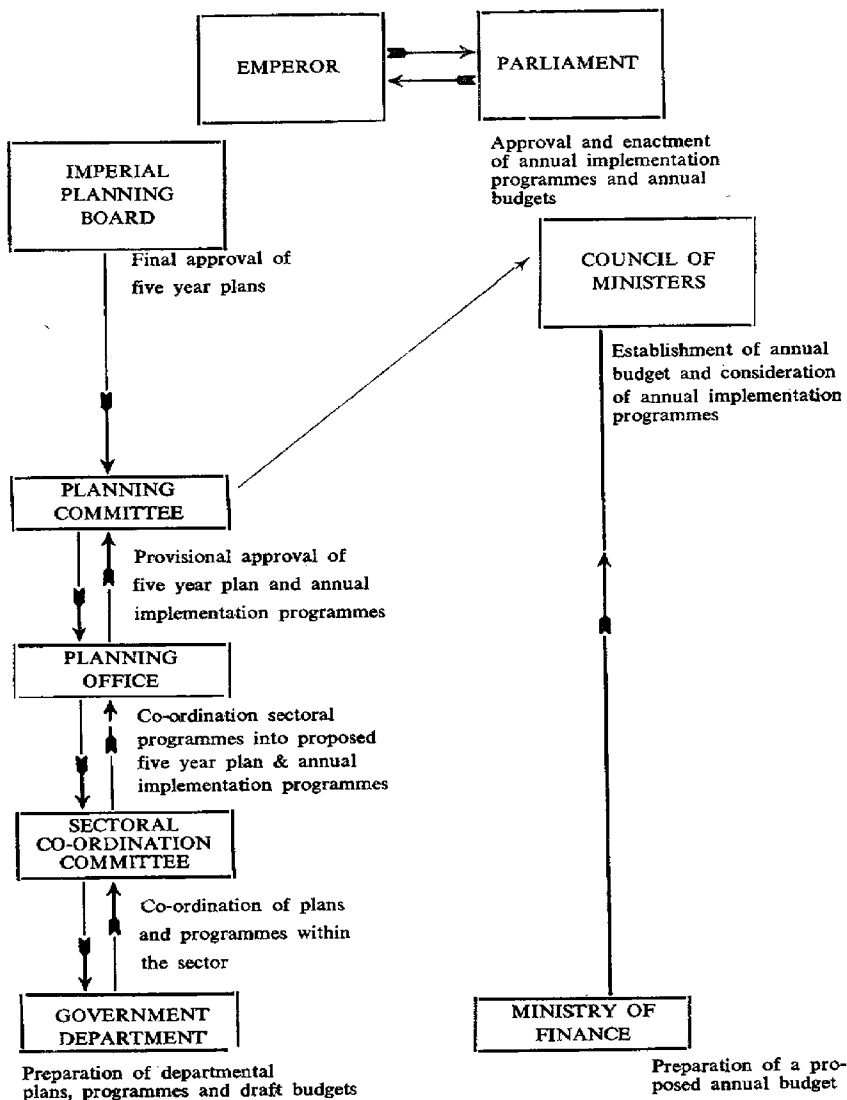 EMPEROR
PARLIAMENT
Approval and enactment
of annual implementation
programmes and annual
budgets
IMPERIAL
PLANNING
BOARD
Final approval of
five year plans
COUNCIL OF
MINISTERS
Establishment of annual
budget and consideration
of annual implementation
programmes
PLANNING
COMMITTEE
Provisional approval of
five year plan and annual
implementation programmes
PLANNING
OFFICE
Co-ordination sectoral
programmes into proposed
five year plan & annual
implementation programmes
SECTORAL
CO-ORDINATION
COMMITTEE
Co-ordination of plans
and programmes within
the sector
GOVERNMENT
DEPARTMENT
Preparation of departmental
plans, programmes and draft budgets
MINISTRY OF
FINANCE
Preparation of a pro-
posed annual budget